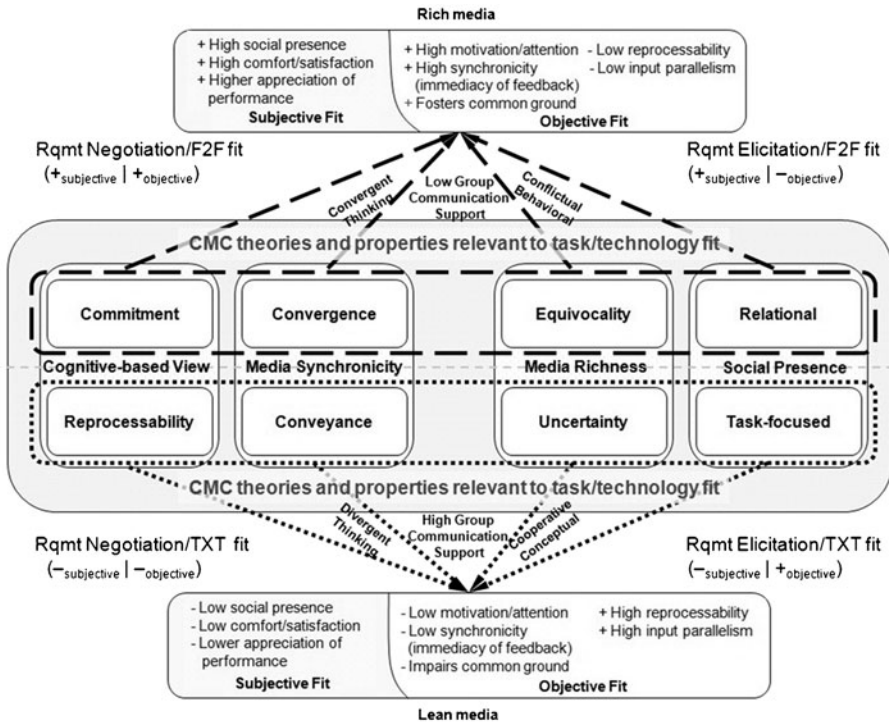 Rich media
+ High social presence
+ High comfort/satisfaction
+ Higher appreciation of
performance
Subjective Fit
+ High motivation/attention
+ High synchronicity
(immediacy of feedback)
+ Fosters common ground
- Low reprocessability
- Low input parallelism
Objective Fit
Rqmt Negotiation/F2F fit
(+subjective | +objective)
Rqmt Elicitation/F2F fit
(+subjective | −objective)
Convergent
Thinking
Low Group
Communication
Support
Conflictual
Behavioral
CMC theories and properties relevant to task/technology fit
Commitment
Convergence
Equivocality
Relational
Cognitive-based View
Media Synchronicity
Media Richness
Social Presence
Reprocessability
Conveyance
Uncertainty
Task-focused
CMC theories and properties relevant to task/technology fit
Divergent
Thinking
High Group
Communication
Support
Cooperative
Conceptual
Rqmt Negotiation/TXT fit
(−subjective | −objective)
Rqmt Elicitation/TXT fit
(−subjective | +objective)
- Low social presence
- Low comfort/satisfaction
- Lower appreciation of
performance
Subjective Fit
- Low motivation/attention
- Low synchronicity
(immediacy of feedback)
- Impairs common ground
+ High reprocessability
+ High input parallelism
Objective Fit
Lean media